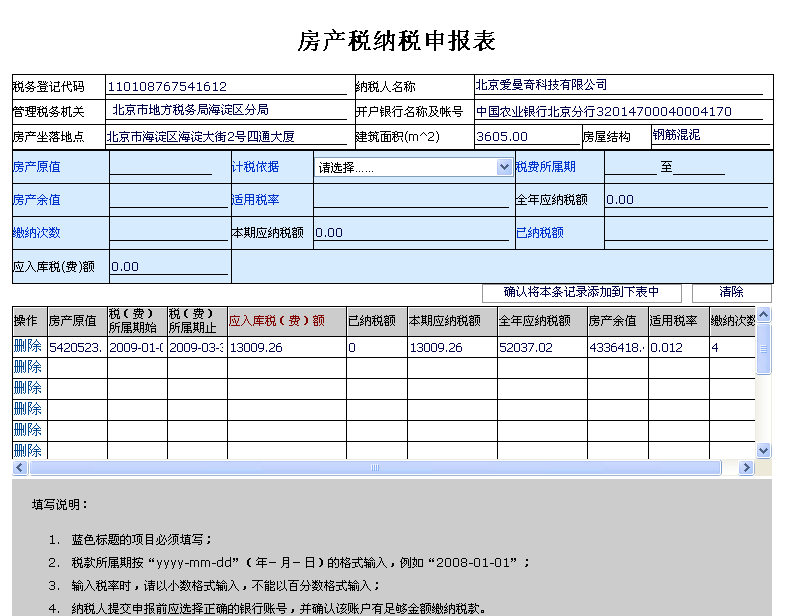 房产税纳税申报表
税务登记代码 110108767541612 纳税人名称 北京爱曼奇科技有限公司
管理税务机关 北京市地方税务局海淀区分局 开户银行名称及帐号 中国农业银行北京分行32014700040004170
房产坐落地点 北京市海淀区海淀大街2号四通大厦 建筑面积(m^2) 3605.00 房屋结构 钢筋混泥
房产原值 计税依据 请选择...... 税费所属期 至
房产余值 适用税率 全年应纳税额 0.00
缴纳次数 本期应纳税额 0.00 已纳税额
应入库税(费)额 0.00
确认将本条记录添加到下表中 清除
操作 房产原值 税（费）所属期始 税（费）所属期止 应入库税（费）额 已纳税额 本期应纳税额 全年应纳税额 房产余值 适用税率 缴纳次数
删除 5420523. 2009-01-0 2009-03-3 13009.26 0 13009.26 52037.02 4336418. 0.012 4
删除
删除
删除
删除
删除
填写说明：
1. 蓝色标题的项目必须填写；
2. 税款所属期按“yyyy-mm-dd”（年－月－日）的格式输入，例如“2008-01-01”；
3. 输入税率时，请以小数格式输入，不能以百分数格式输入；
4. 纳税人提交申报前应选择正确的银行账号，并确认该账户有足够金额缴纳税款。